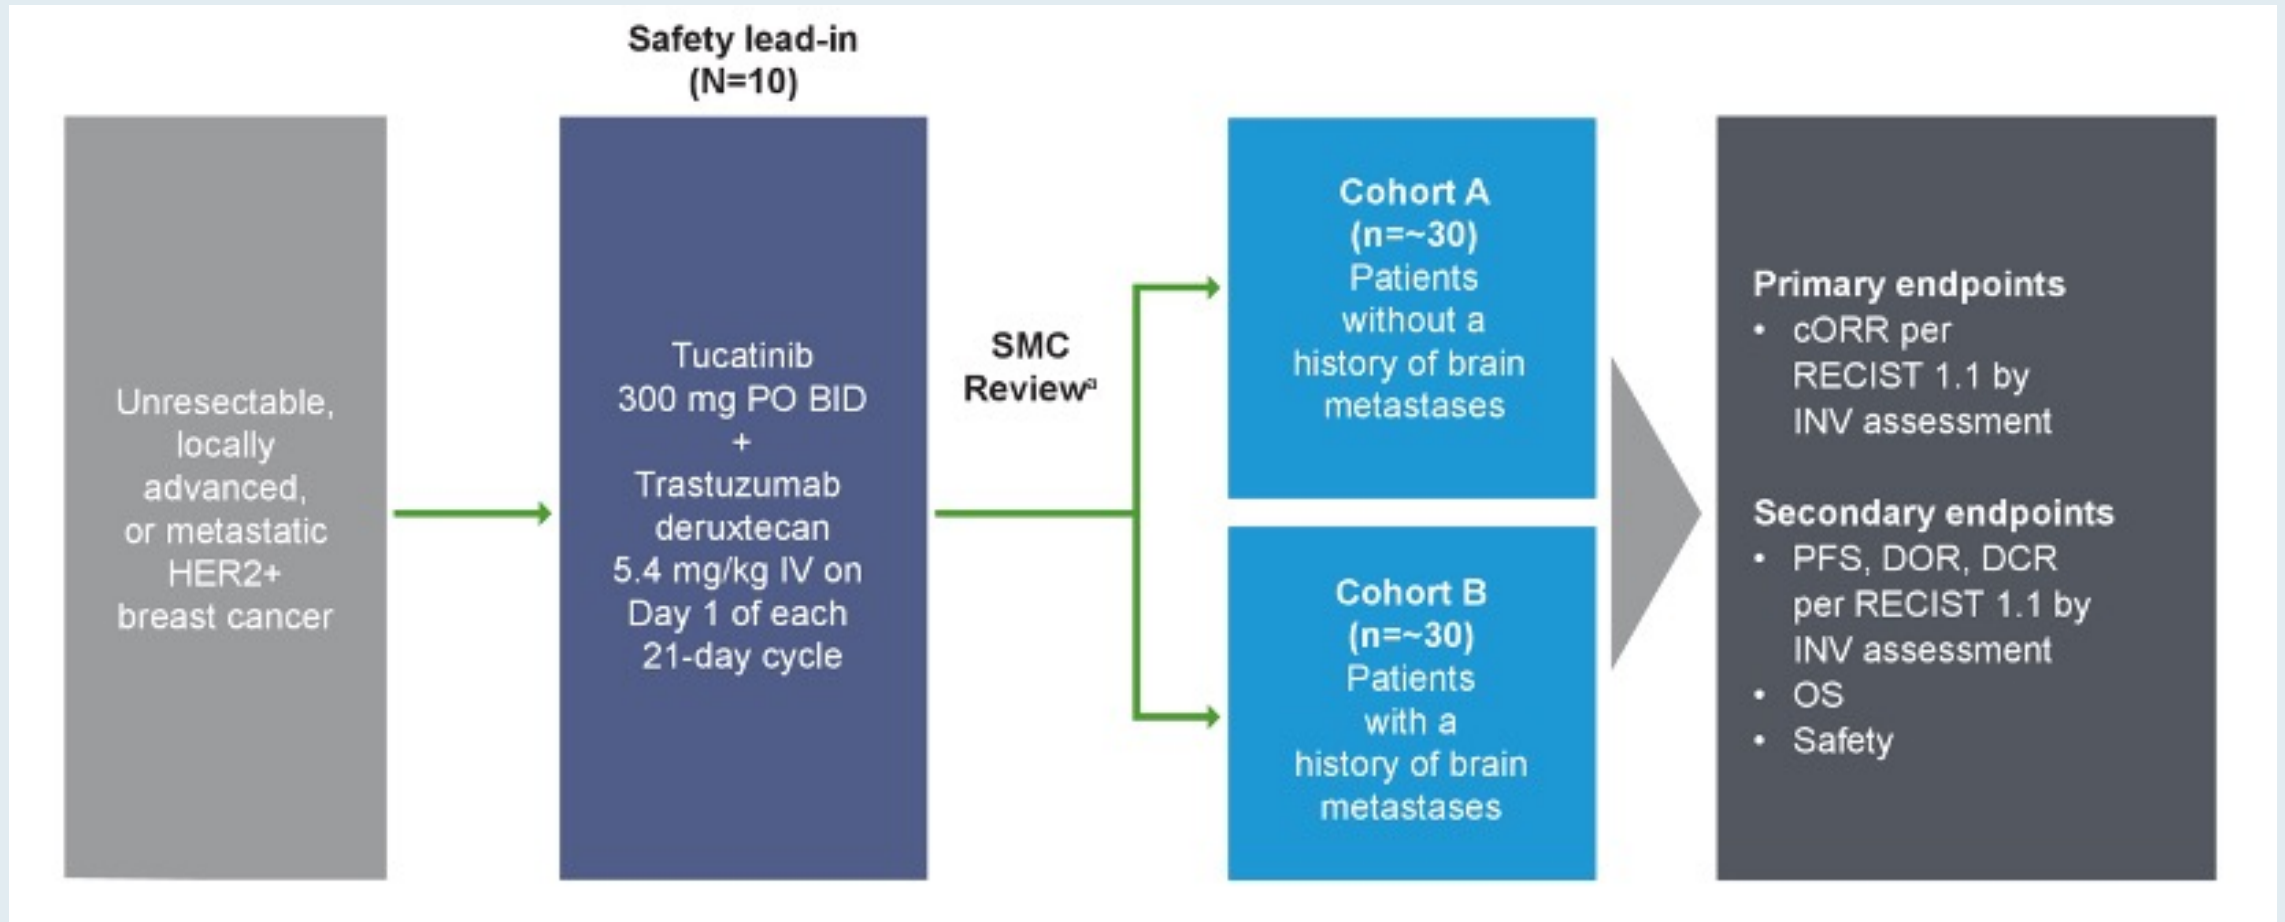 Safety lead-in
(N=10)
Unresectable,
locally
advanced,
or metastatic
HER2+
breast cancer
Tucatinib
300 mg PO BID
+
Trastuzumab
deruxtecan
5.4 mg/kg IV on
Day 1 of each
21-day cycle
SMC
Reviewᵃ
Cohort A
(n=~30)
Patients
without a
history of brain
metastases
Cohort B
(n=~30)
Patients
with a
history of brain
metastases
Primary endpoints
• cORR per
RECIST 1.1 by
INV assessment
Secondary endpoints
• PFS, DOR, DCR
per RECIST 1.1 by
INV assessment
• OS
• Safety